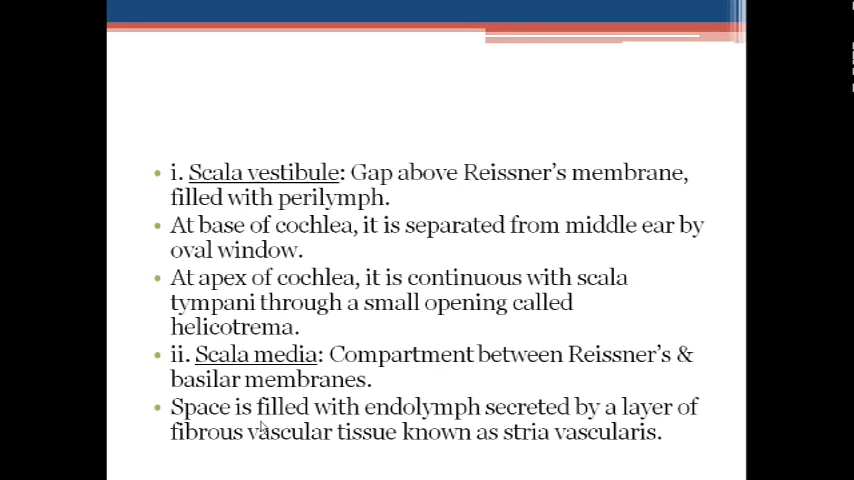 • i. Scala vestibule: Gap above Reissner’s membrane,
filled with perilymph.
• At base of cochlea, it is separated from middle ear by
oval window.
• At apex of cochlea, it is continuous with scala
tympani through a small opening called
helicotrema.
• ii. Scala media: Compartment between Reissner’s &
basilar membranes.
• Space is filled with endolymph secreted by a layer of
fibrous vascular tissue known as stria vascularis.